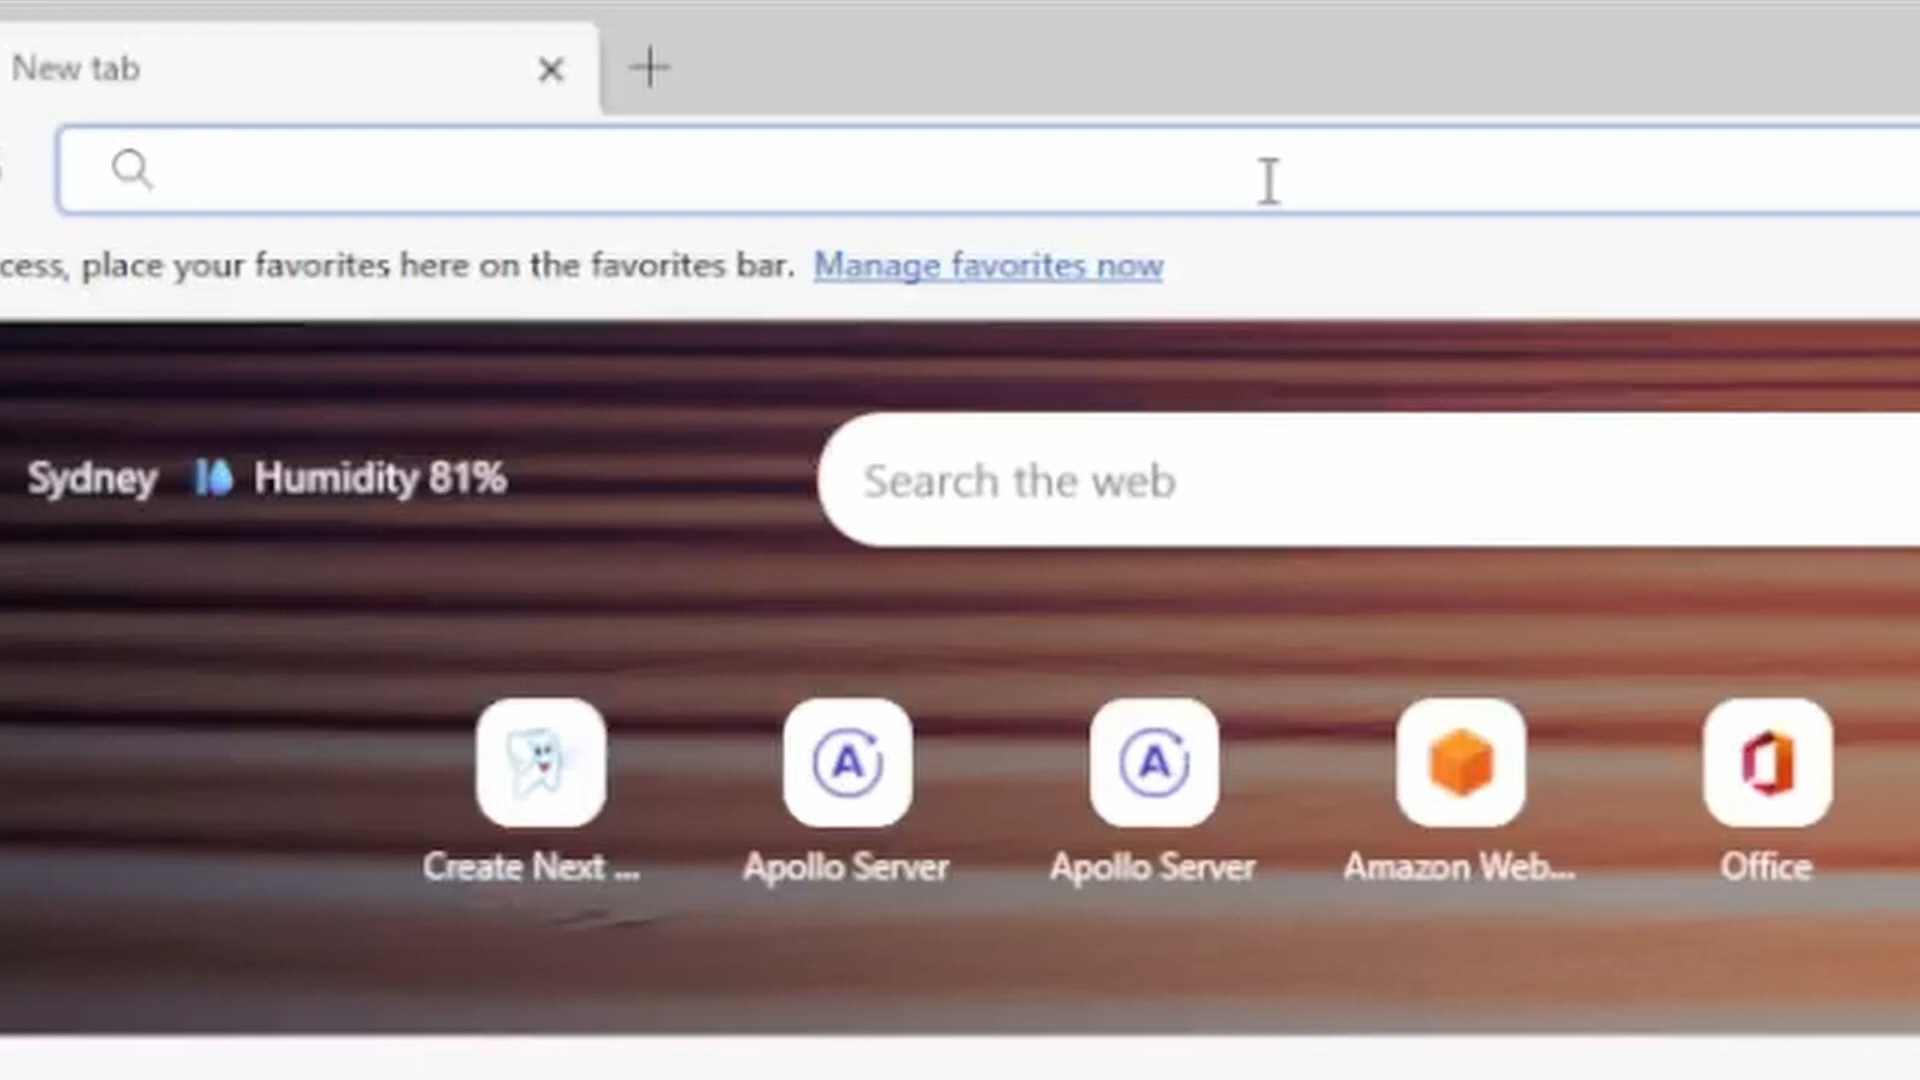 New tab
cess, place your favorites here on the favorites bar. Manage favorites now
Sydney Humidity 81%
Search the web
Create Next ...
Apollo Server
Apollo Server
Amazon Web...
Office